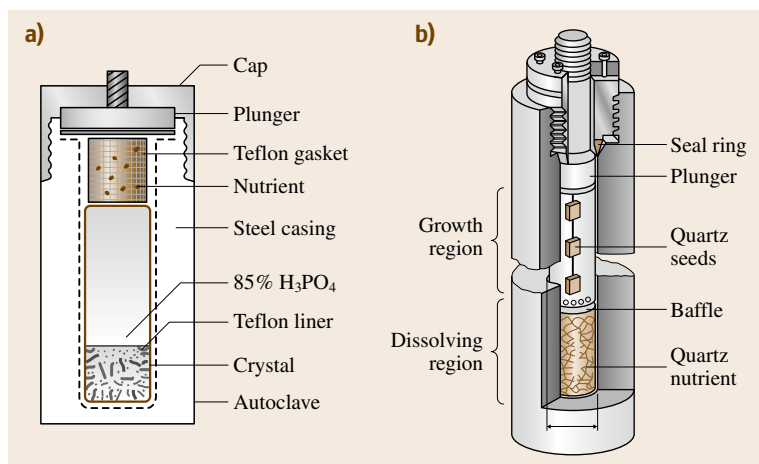 a)
Cap
Plunger
Teflon gasket
Nutrient
Steel casing
85% H₃PO₄
Teflon liner
Crystal
Autoclave
b)
Seal ring
Plunger
Growth
region
Quartz
seeds
Baffle
Dissolving
region
Quartz
nutrient